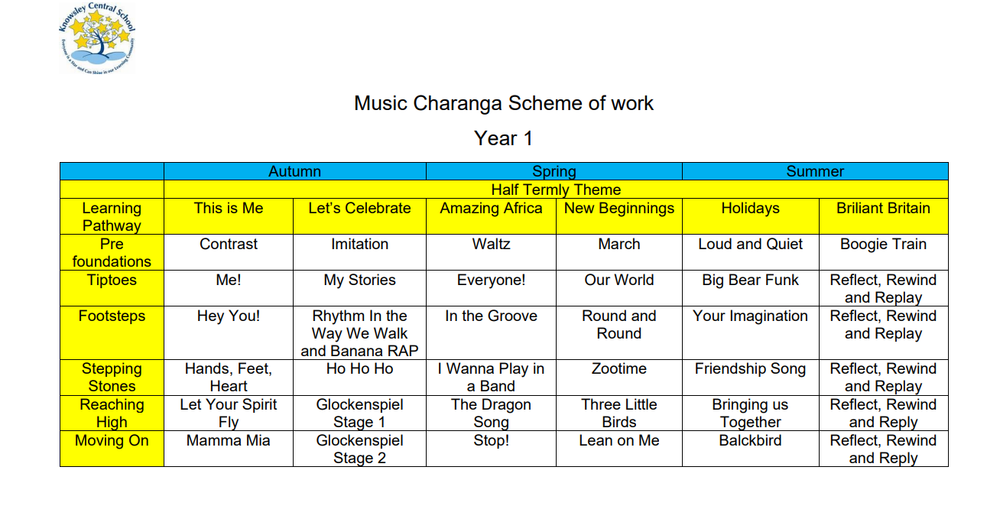 Knowsley Central School
Everyone is a Star and Can Shine in our Learning Community
Music Charanga Scheme of work
Year 1
Autumn Spring Summer
Half Termly Theme
Learning This is Me Let's Celebrate Amazing Africa New Beginnings Holidays Briliant Britain
Pathway
Pre Contrast Imitation Waltz March Loud and Quiet Boogie Train
foundations
Tiptoes Me! My Stories Everyone! Our World Big Bear Funk Reflect, Rewind
and Replay
Footsteps Hey You! Rhythm In the In the Groove Round and Your Imagination Reflect, Rewind
Way We Walk Round and Replay
and Banana RAP
Stepping Hands, Feet, Ho Ho Ho I Wanna Play in Zootime Friendship Song Reflect, Rewind
Stones Heart a Band and Replay
Reaching Let Your Spirit Glockenspiel The Dragon Three Little Bringing us Reflect, Rewind
High Fly Stage 1 Song Birds Together and Reply
Moving On Mamma Mia Glockenspiel Stop! Lean on Me Balckbird Reflect, Rewind
Stage 2 and Reply